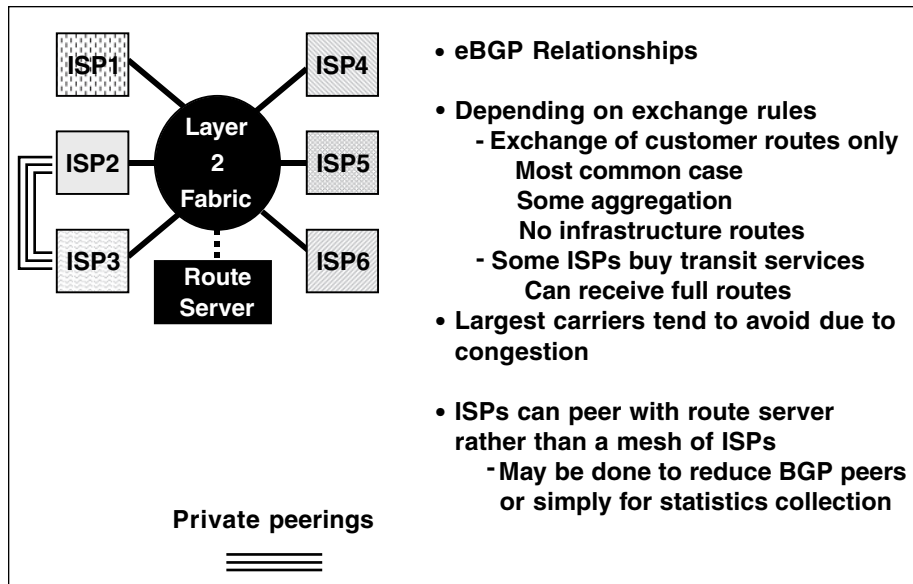 ISP1
ISP4
Layer
2
Fabric
ISP2
ISP5
ISP3
ISP6
Route
Server
Private peerings
• eBGP Relationships
• Depending on exchange rules
- Exchange of customer routes only
Most common case
Some aggregation
No infrastructure routes
- Some ISPs buy transit services
Can receive full routes
• Largest carriers tend to avoid due to
congestion
• ISPs can peer with route server
rather than a mesh of ISPs
- May be done to reduce BGP peers
or simply for statistics collection